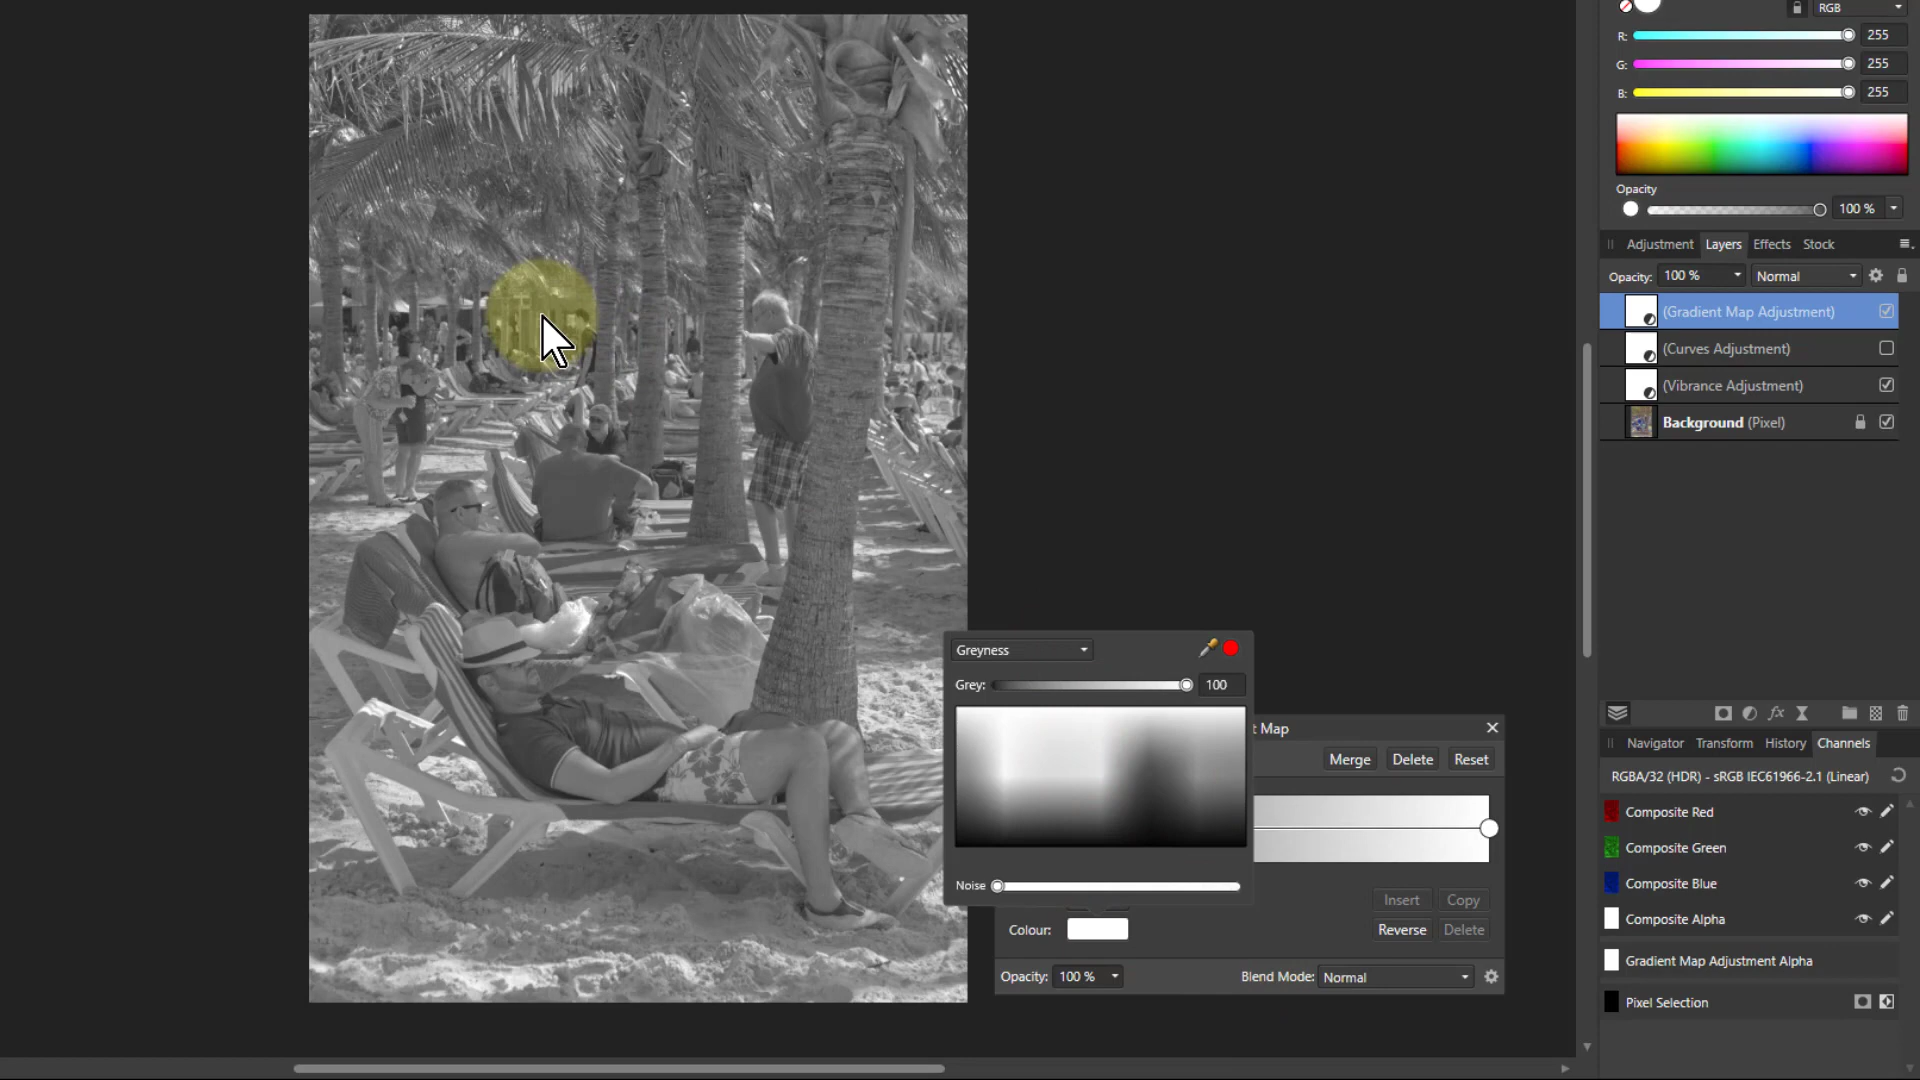 RGB
R: 255
G: 255
B: 255
Opacity
100 %
Adjustment Layers Effects Stock
Opacity: 100 % Normal
(Gradient Map Adjustment)
(Curves Adjustment)
(Vibrance Adjustment)
Background (Pixel)
Greyness
Grey: 100
Noise
t Map
Merge Delete Reset
Insert Copy
Colour: Reverse Delete
Opacity: 100 % Blend Mode: Normal
fx
Navigator Transform History Channels
RGBA/32 (HDR) - sRGB IEC61966-2.1 (Linear)
Composite Red
Composite Green
Composite Blue
Composite Alpha
Gradient Map Adjustment Alpha
Pixel Selection